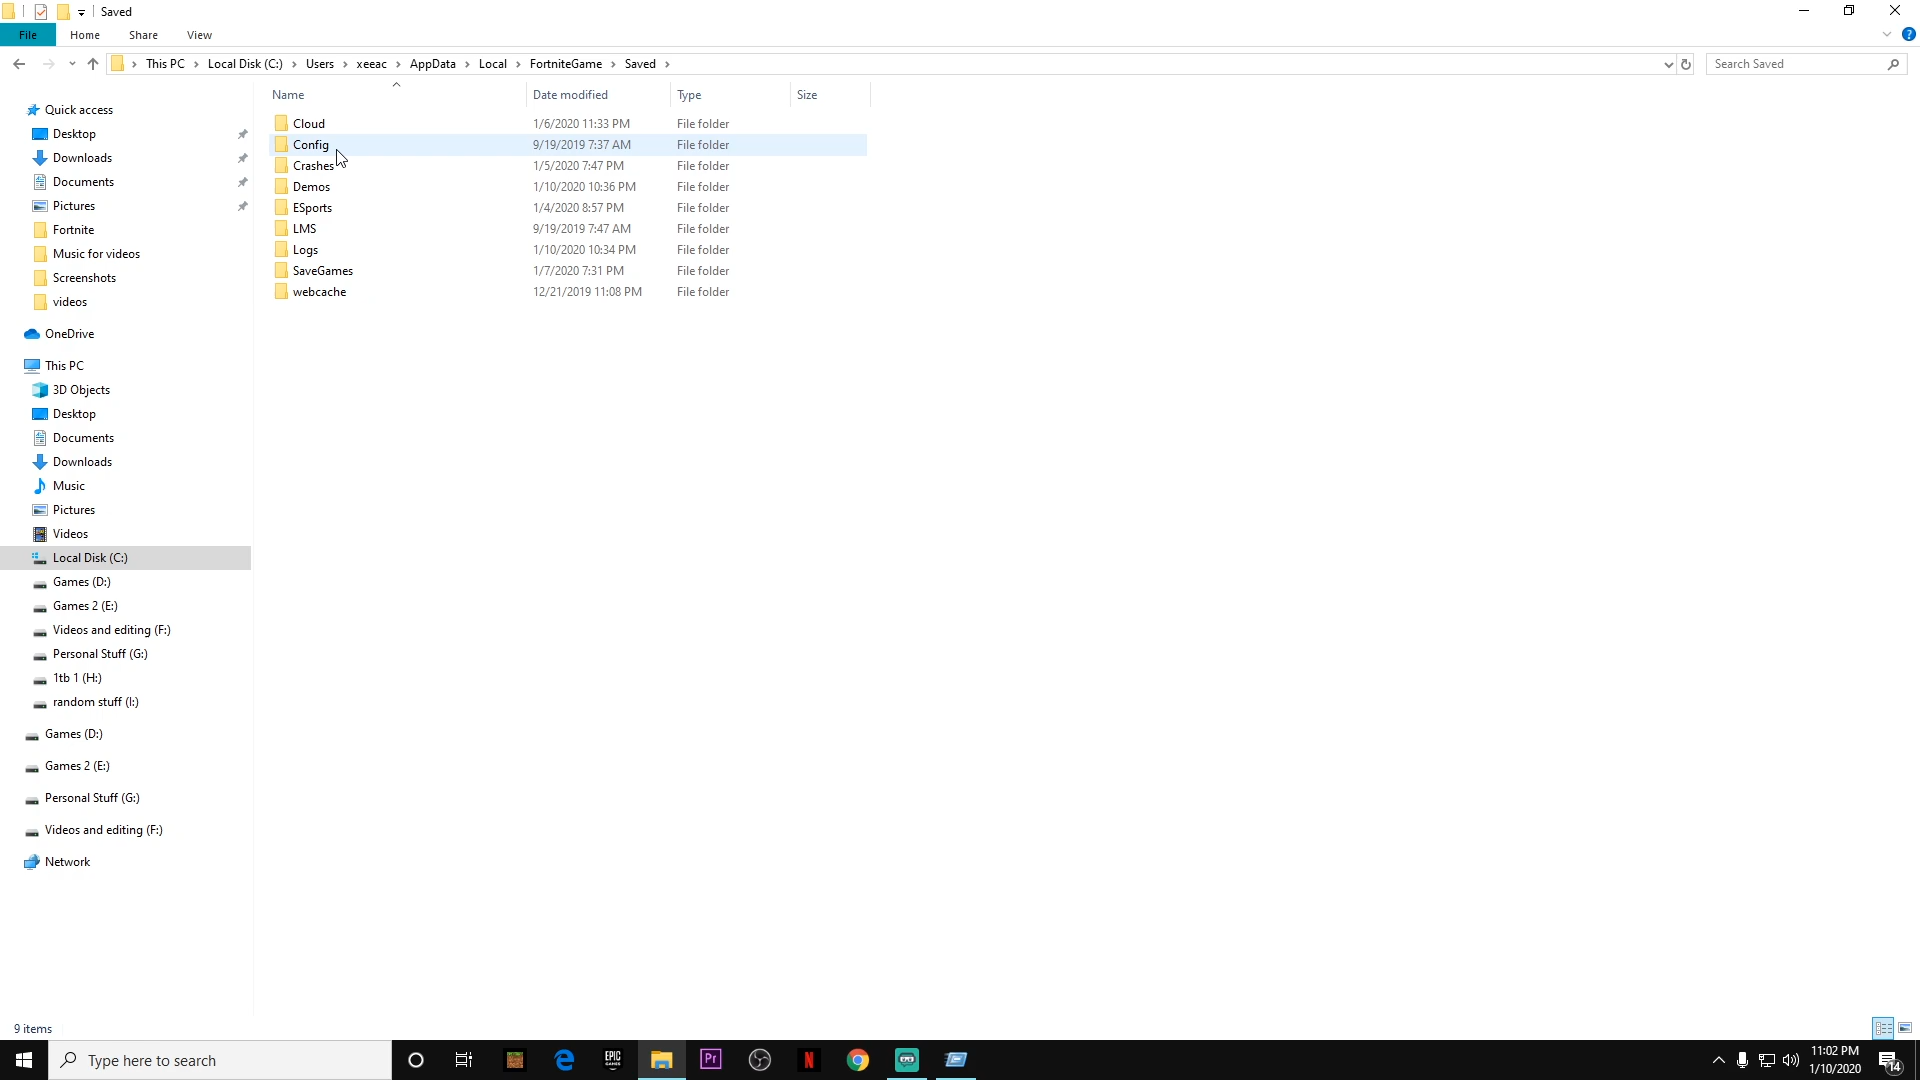 Saved
File Home Share View
This PC Local Disk (C:) Users xeeac AppData Local FortniteGame Saved
Search Saved
Name Date modified Type Size
Cloud 1/6/2020 11:33 PM File folder
Config 9/19/2019 7:37 AM File folder
Crashes 1/5/2020 7:47 PM File folder
Demos 1/10/2020 10:36 PM File folder
ESports 1/4/2020 8:57 PM File folder
LMS 9/19/2019 7:47 AM File folder
Logs 1/10/2020 10:34 PM File folder
SaveGames 1/7/2020 7:31 PM File folder
webcache 12/21/2019 11:08 PM File folder
Quick access
Desktop
Downloads
Documents
Pictures
Fortnite
Music for videos
Screenshots
videos
OneDrive
This PC
3D Objects
Desktop
Documents
Downloads
Music
Pictures
Videos
Local Disk (C:)
Games (D:)
Games 2 (E:)
Videos and editing (F:)
Personal Stuff (G:)
1tb 1 (H:)
random stuff (I:)
Games (D:)
Games 2 (E:)
Personal Stuff (G:)
Videos and editing (F:)
Network
9 items
Type here to search
EPIC
GAMES
Pr
N
11:02 PM
1/10/2020
14